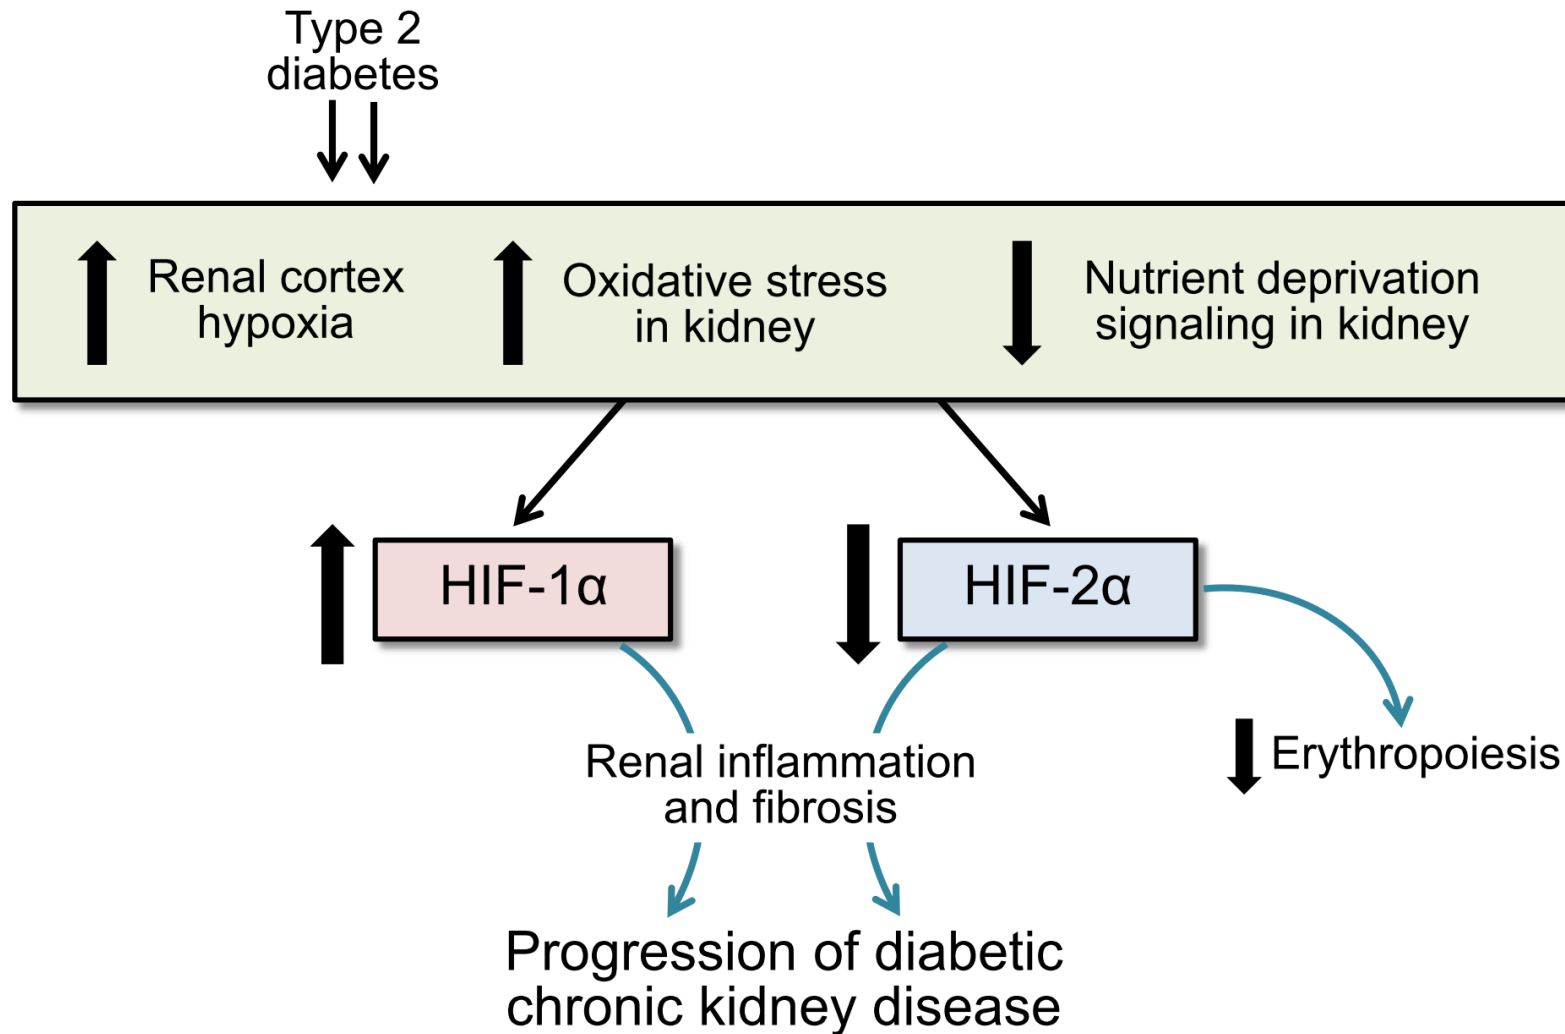 Type 2
diabetes
Renal cortex
hypoxia
Oxidative stress
in kidney
Nutrient deprivation
signaling in kidney
HIF-1α
HIF-2α
Renal inflammation
and fibrosis
Erythropoiesis
Progression of diabetic
chronic kidney disease